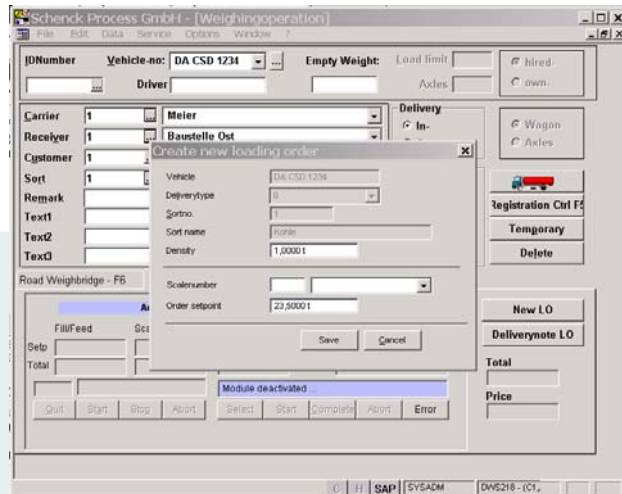 Schenck Process GmbH - [Weighingoperation]
File Edit Data Service Options Window ?
IDNumber Vehicle-no: DA CSD 1234 ... Empty Weight: Load limit hired
... Driver Axles own
Carrier 1 ... Meier Delivery
Receiver 1 ... Baustelle Ost In- Wagon
Customer 1 Axles
Create new loading order
Sort 1
Remark
Text1
Text2
Text3
Vehicle DA CSD 1234
Deliverytype 0
Sortno. 1
Sort name
Density 1,00001
Scalenumber
Order setpoint 23,50001
Save Cancel
Registration Ctrl F5
Temporary
Delete
Road Weighbridge - F6
Fill/Feed
Setp
Total
Module deactivated ...
Quit Start Stop Abort Select Start Complete Abort Error
New LO
Deliverynote LO
Total
Price
C H SAP SYSADM DWS218 - (C1,